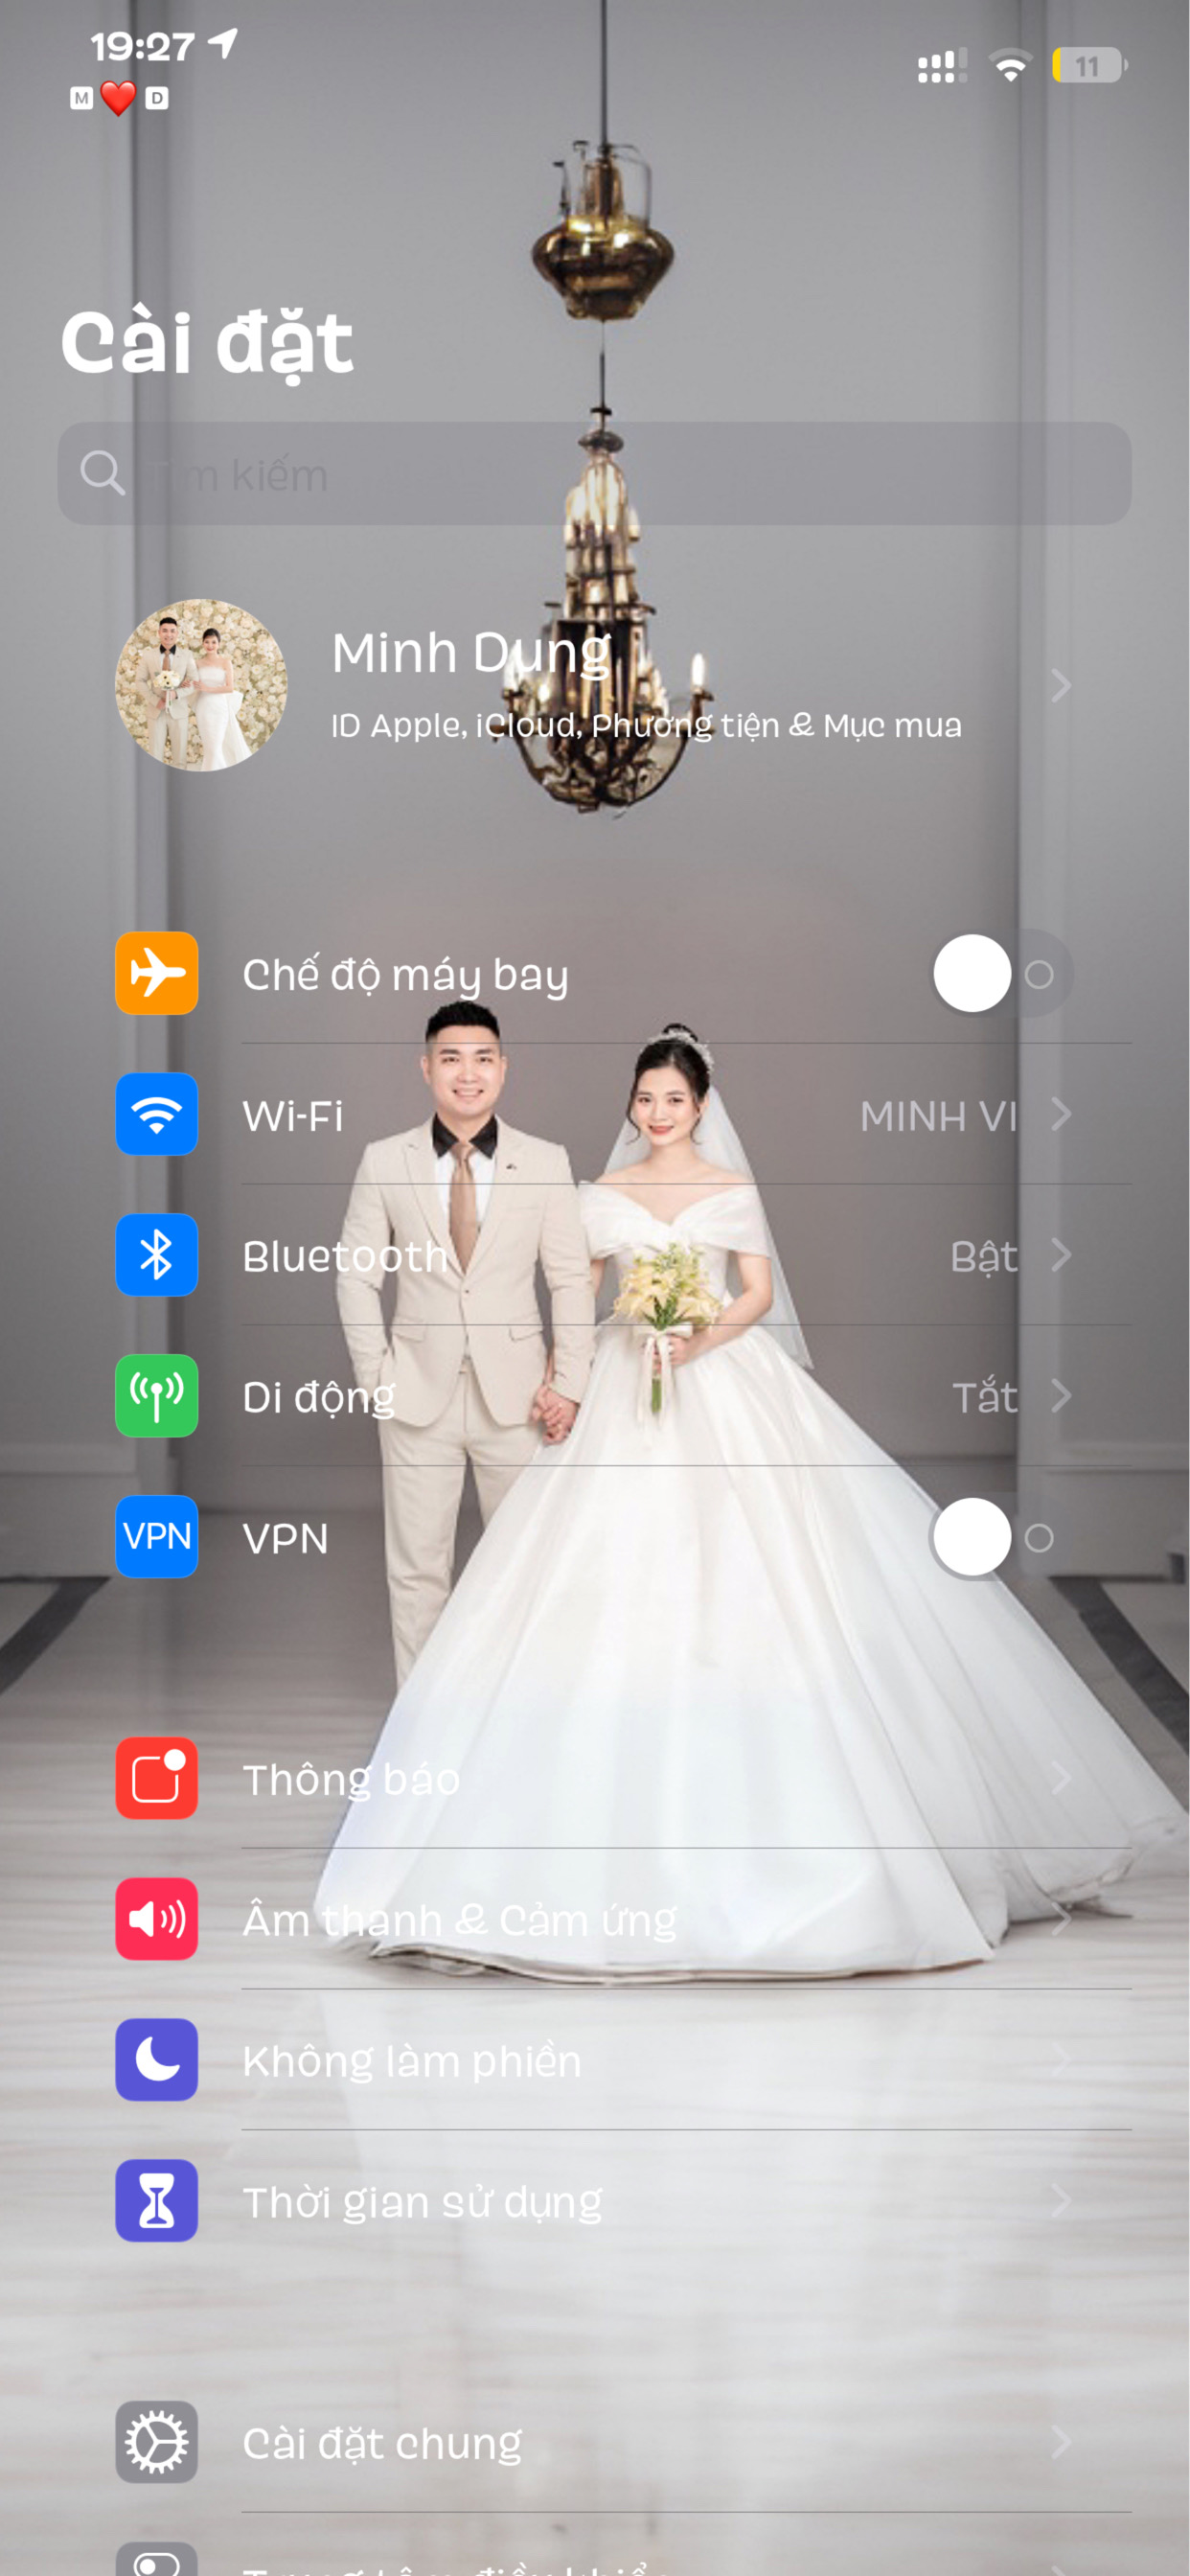 19:27
11
M ❤️ D
Cài đặt
Tìm kiếm
Minh Dung
ID Apple, iCloud, Phương tiện & Mục mua
Chế độ máy bay
Wi-Fi MINH VI
Bluetooth Bật
Di động Tắt
VPN VPN
Thông báo
Âm thanh & Cảm ứng
Không làm phiền
Thời gian sử dụng
Cài đặt chung